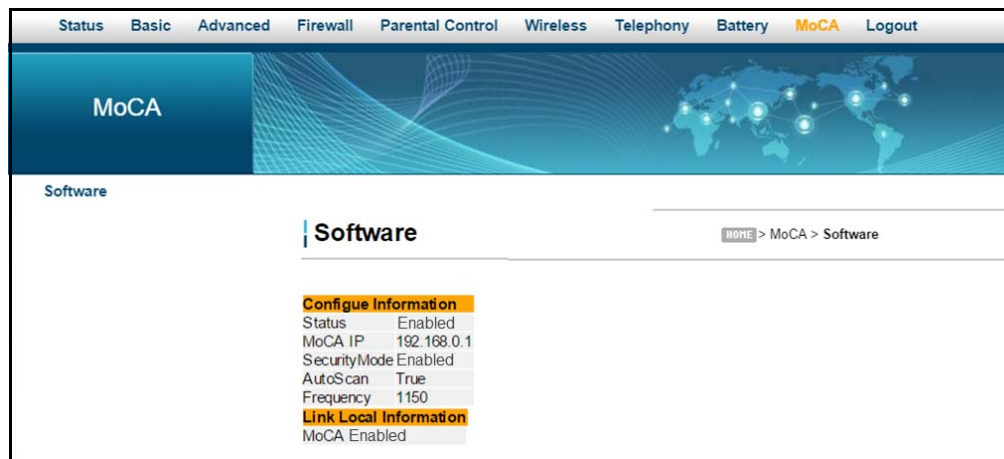 Status Basic Advanced Firewall Parental Control Wireless Telephony Battery MoCA Logout
MoCA
Software
Software
HOME > MoCA > Software
Configue Information
Status Enabled
MoCA IP 192.168.0.1
SecurityMode Enabled
AutoScan True
Frequency 1150
Link Local Information
MoCA Enabled